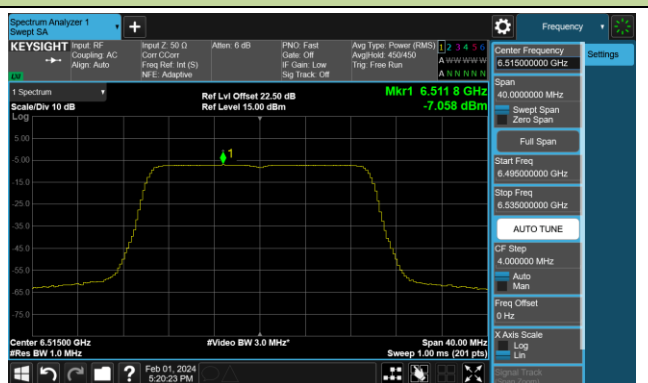 Spectrum Analyzer 1
Swept SA
Frequency
KEYSIGHT
Input: RF
Coupling: AC
Align: Auto
Input Z: 50 Ω
Corr CCorr
Freq Ref: Int (S)
NFE: Adaptive
Atten: 6 dB
PNO: Fast
Gate: Off
IF Gain: Low
Sig Track: Off
Avg Type: Power (RMS)
Avg|Hold: 450/450
Trig: Free Run
1 2 3 4 5 6
A W W W W W
A N N N N N
1 Spectrum
Scale/Div 10 dB
Log
Ref Lvl Offset 22.50 dB
Ref Level 15.00 dBm
Mkr1 6.511 8 GHz
-7.058 dBm
5.00
-5.00
-15.0
-25.0
-35.0
-45.0
-55.0
-65.0
-75.0
1
Center 6.51500 GHz
#Res BW 1.0 MHz
#Video BW 3.0 MHz*
Span 40.00 MHz
Sweep 1.00 ms (201 pts)
Feb 01, 2024
5:20:23 PM
Center Frequency
6.515000000 GHz
Settings
Span
40.0000000 MHz
Swept Span
Zero Span
Full Span
Start Freq
6.495000000 GHz
Stop Freq
6.535000000 GHz
AUTO TUNE
CF Step
4.000000 MHz
Auto
Man
Freq Offset
0 Hz
X Axis Scale
Log
Lin
Signal Track